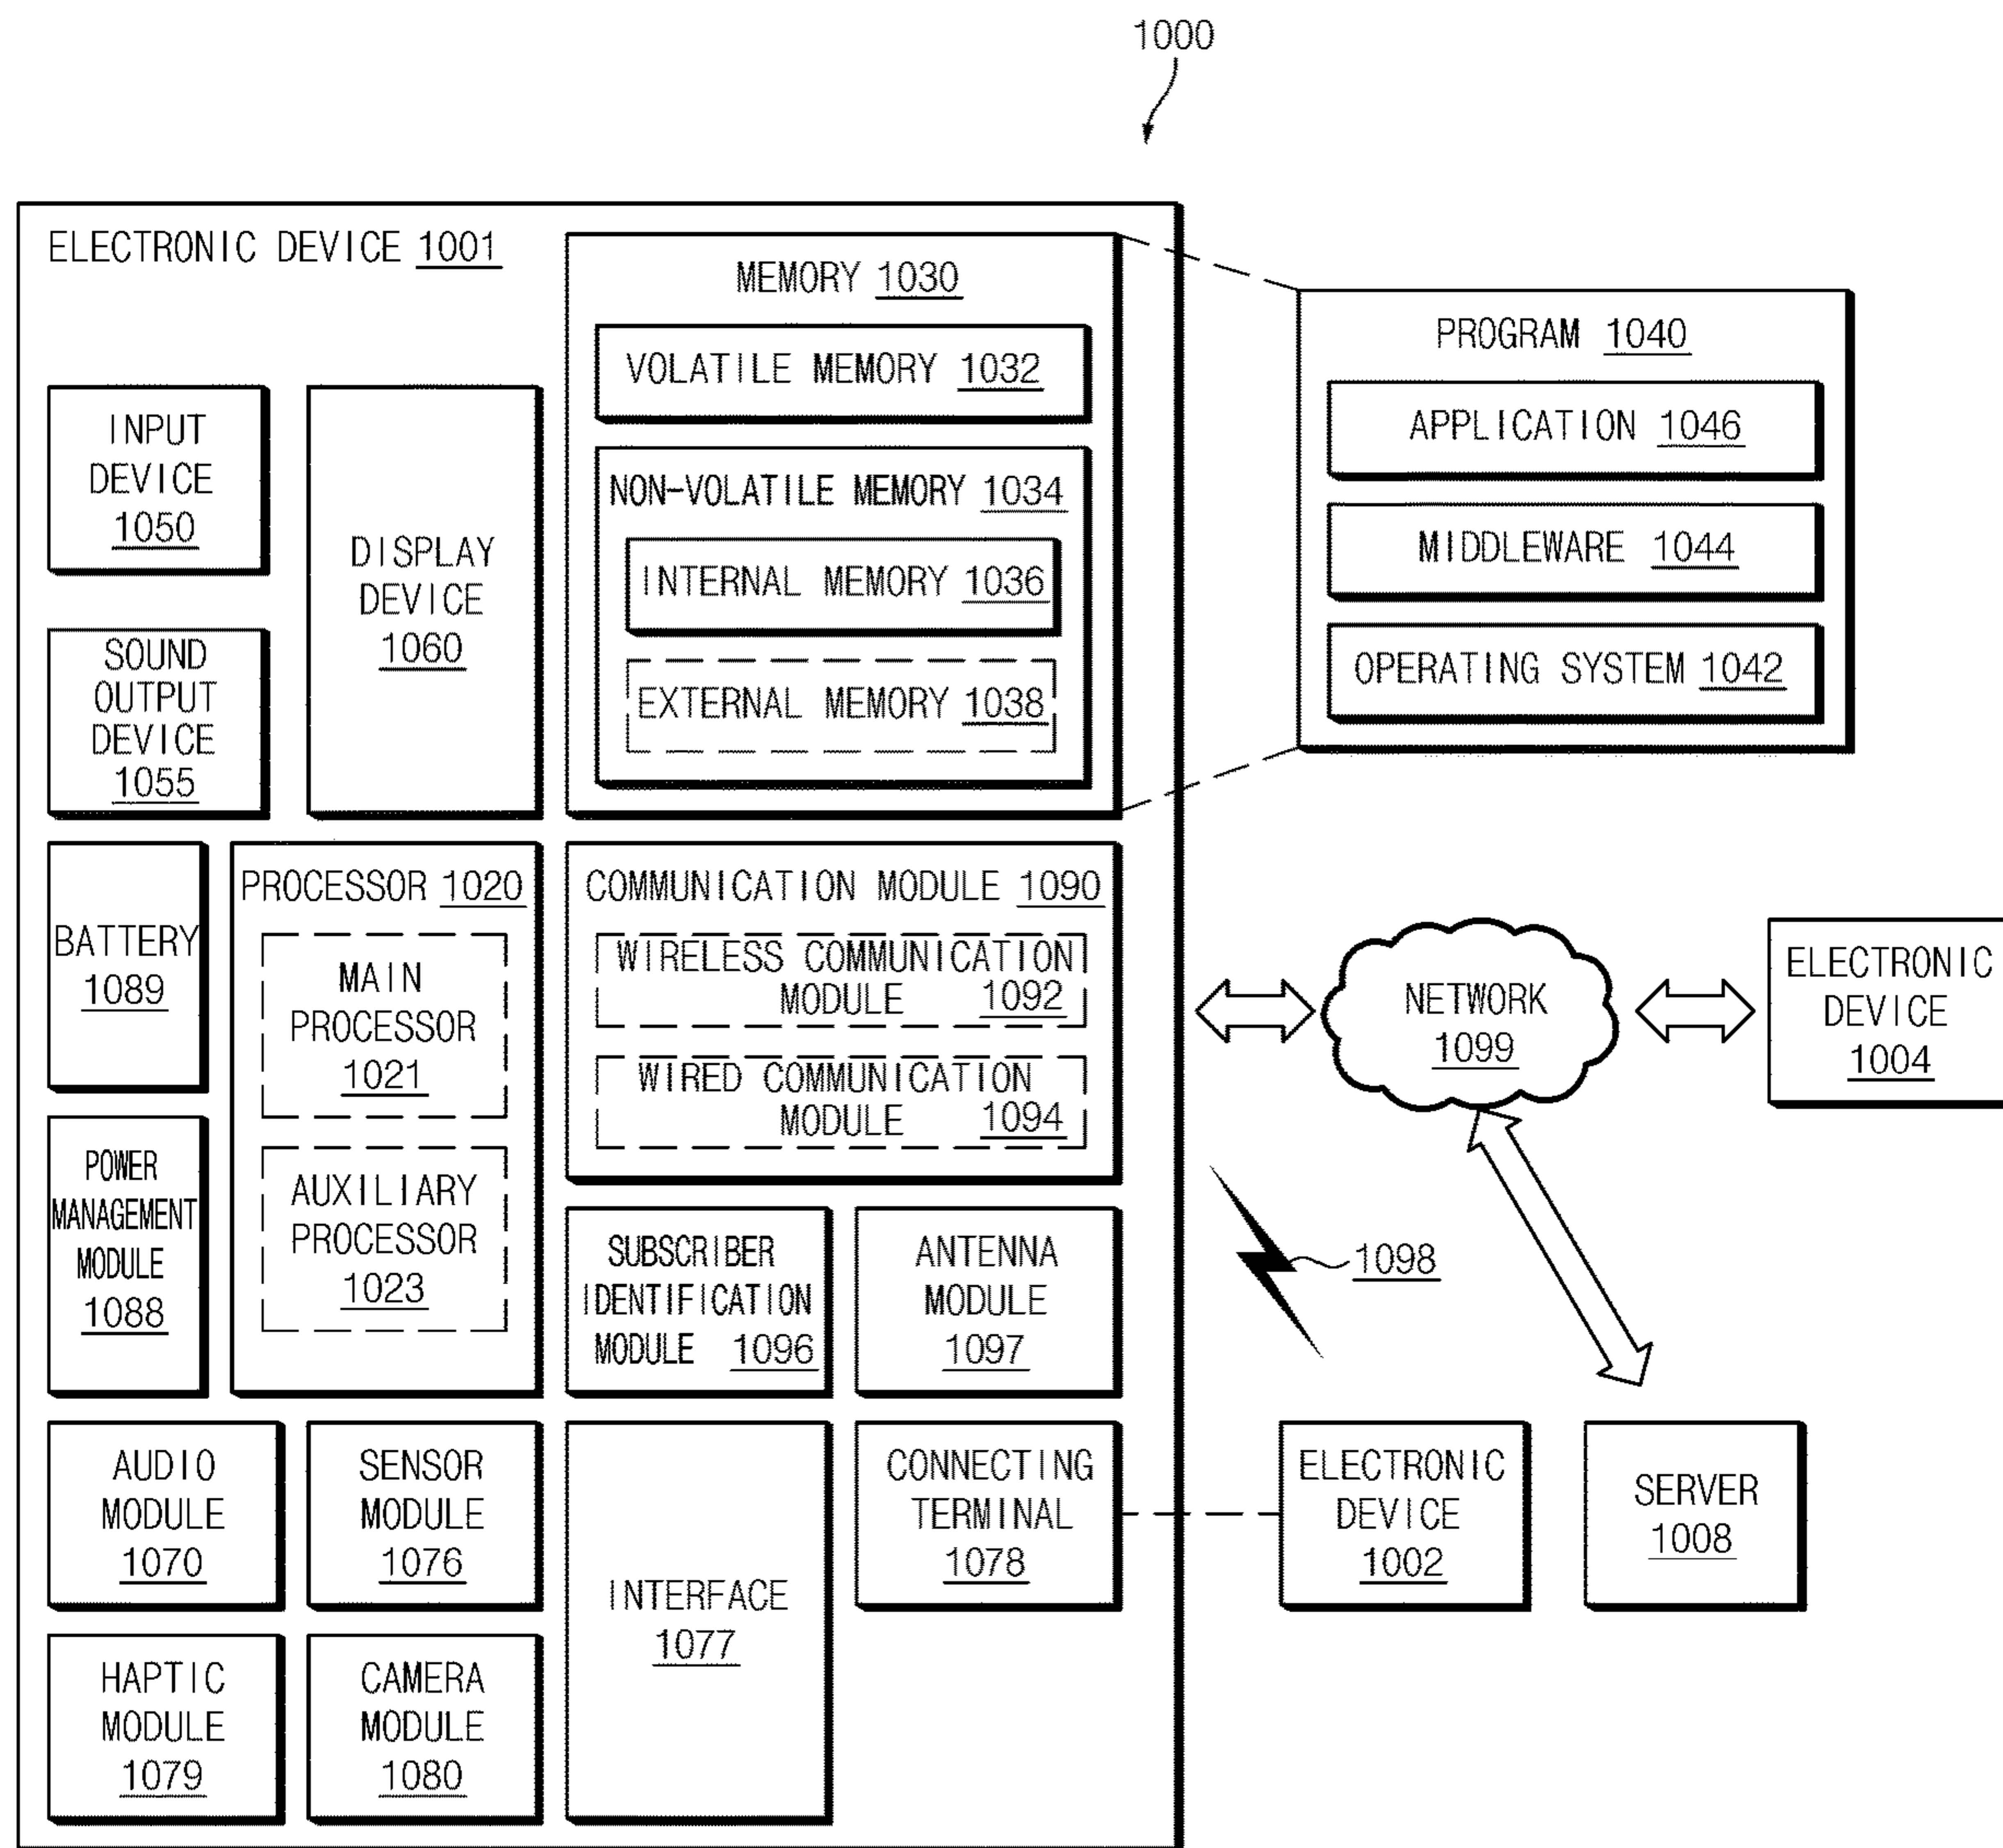 1000
ELECTRONIC DEVICE 1001
MEMORY 1030
VOLATILE MEMORY 1032
NON-VOLATILE MEMORY 1034
INTERNAL MEMORY 1036
EXTERNAL MEMORY 1038
PROGRAM 1040
APPLICATION 1046
MIDDLEWARE 1044
OPERATING SYSTEM 1042
INPUT
DEVICE
1050
SOUND
OUTPUT
DEVICE
1055
DISPLAY
DEVICE
1060
BATTERY
1089
POWER
MANAGEMENT
MODULE
1088
PROCESSOR 1020
MAIN
PROCESSOR
1021
AUXILIARY
PROCESSOR
1023
COMMUNICATION MODULE 1090
WIRELESS COMMUNICATION
MODULE 1092
WIRED COMMUNICATION
MODULE 1094
SUBSCRIBER
IDENTIFICATION
MODULE 1096
ANTENNA
MODULE
1097
NETWORK
1099
ELECTRONIC
DEVICE
1004
1098
AUDIO
MODULE
1070
SENSOR
MODULE
1076
INTERFACE
1077
CONNECTING
TERMINAL
1078
ELECTRONIC
DEVICE
1002
SERVER
1008
HAPTIC
MODULE
1079
CAMERA
MODULE
1080